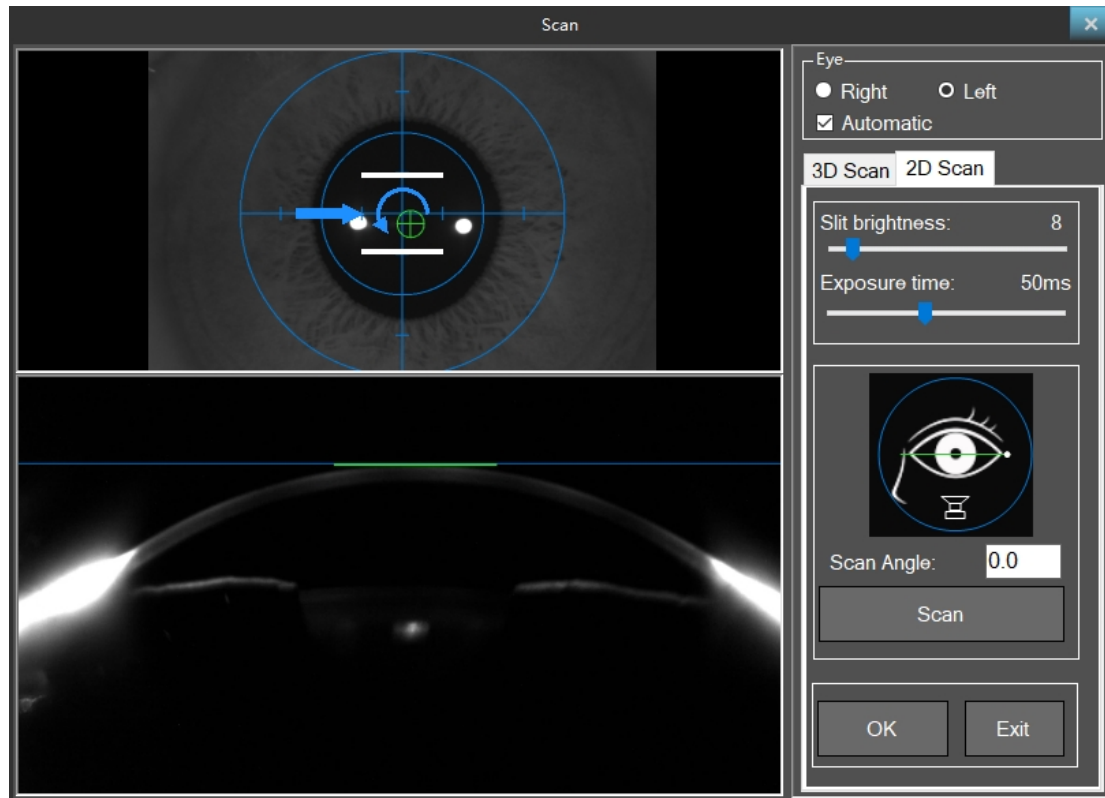 Scan
Eye
Right Left
Automatic
3D Scan 2D Scan
Slit brightness: 8
Exposure time: 50ms
Scan Angle: 0.0
Scan
OK Exit